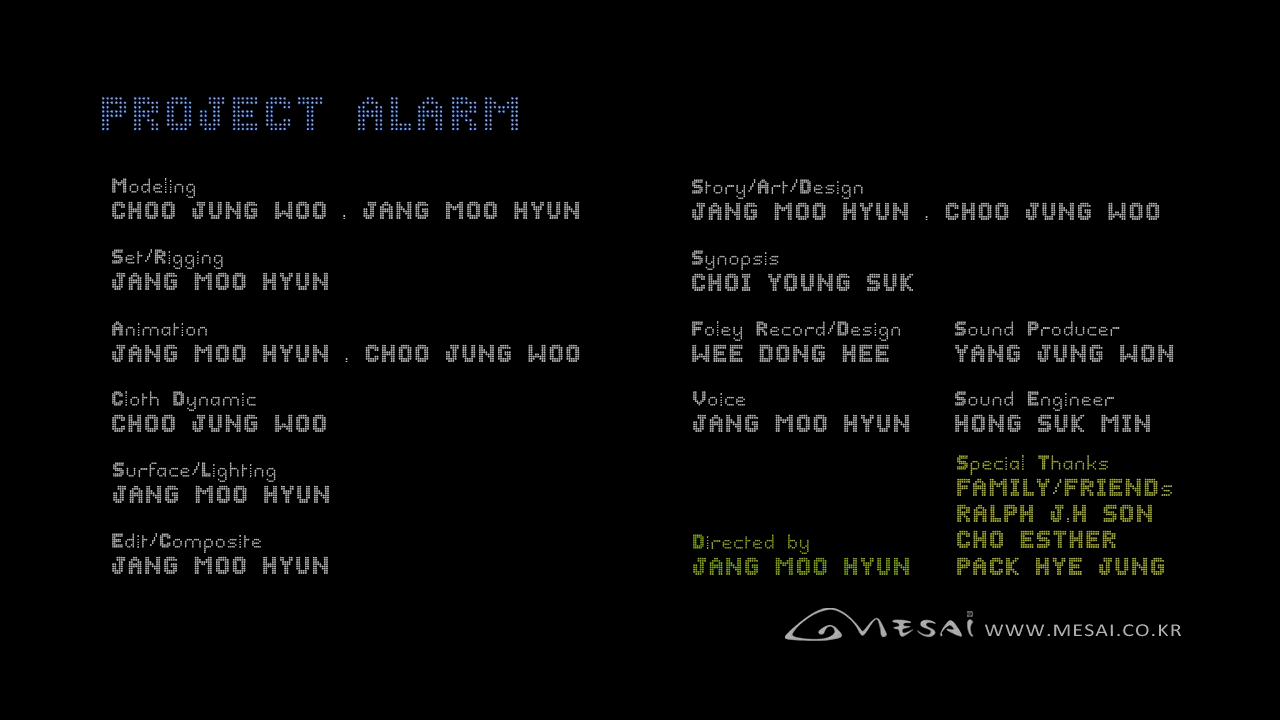 PROJECT ALARM
Modeling
CHOO JUNG WOO , JANG MOO HYUN
Set/Rigging
JANG MOO HYUN
Animation
JANG MOO HYUN , CHOO JUNG WOO
Cloth Dynamic
CHOO JUNG WOO
Surface/Lighting
JANG MOO HYUN
Edit/Composite
JANG MOO HYUN
Story/Art/Design
JANG MOO HYUN , CHOO JUNG WOO
Synopsis
CHOI YOUNG SUK
Foley Record/Design
WEE DONG HEE
Voice
JANG MOO HYUN
Directed by
JANG MOO HYUN
Sound Producer
YANG JUNG WON
Sound Engineer
HONG SUK MIN
Special Thanks
FAMILY/FRIENDs
RALPH J.H SON
CHO ESTHER
PACK HYE JUNG
MESAI WWW.MESAI.CO.KR